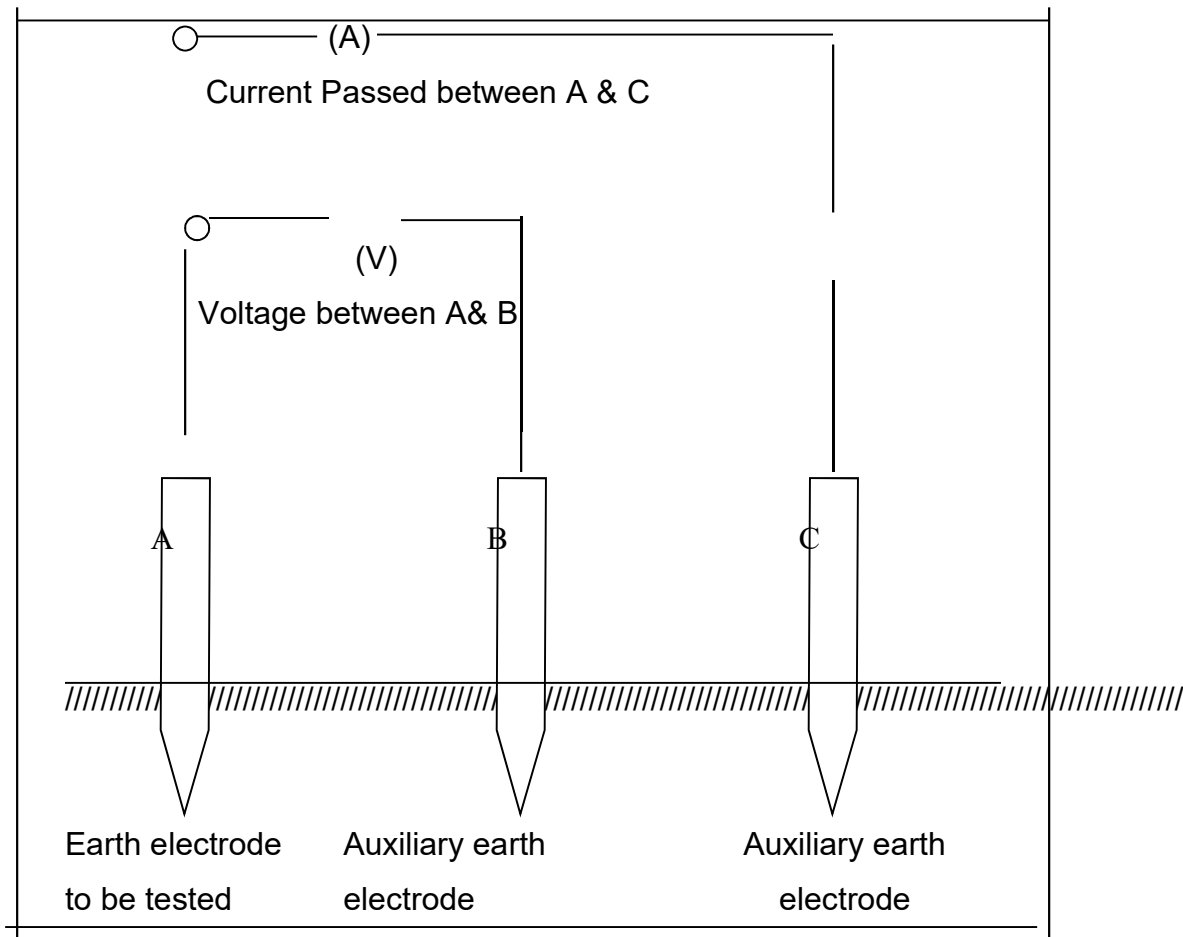 (A)
Current Passed between A & C
(V)
Voltage between A& B
A B C
Earth electrode Auxiliary earth Auxiliary earth
to be tested electrode electrode